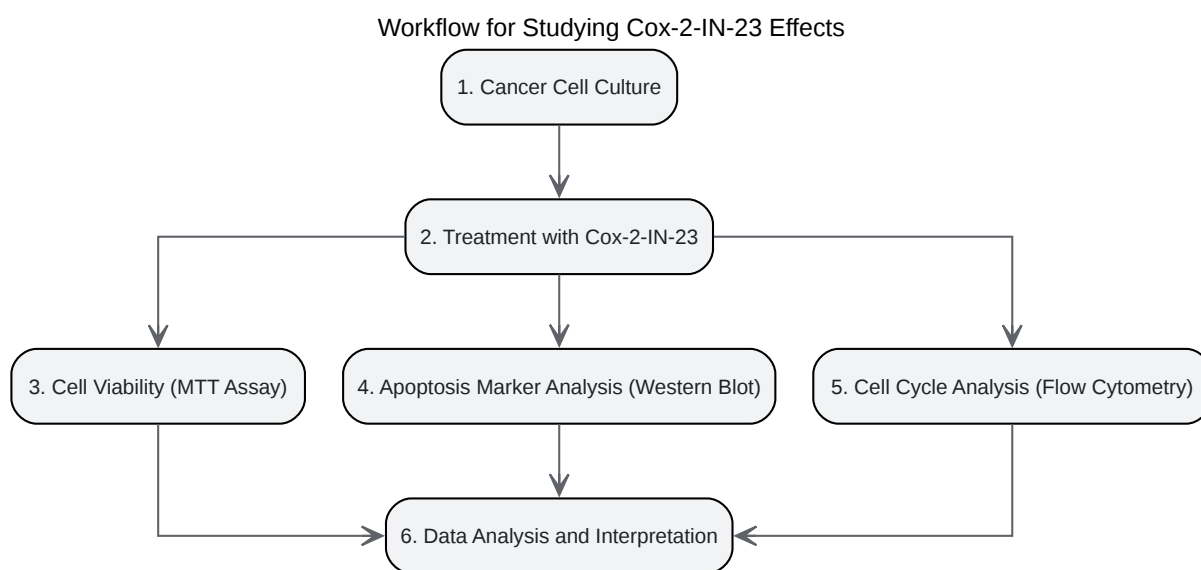 Workflow for Studying Cox-2-IN-23 Effects
1. Cancer Cell Culture
2. Treatment with Cox-2-IN-23
3. Cell Viability (MTT Assay)
4. Apoptosis Marker Analysis (Western Blot)
5. Cell Cycle Analysis (Flow Cytometry)
6. Data Analysis and Interpretation